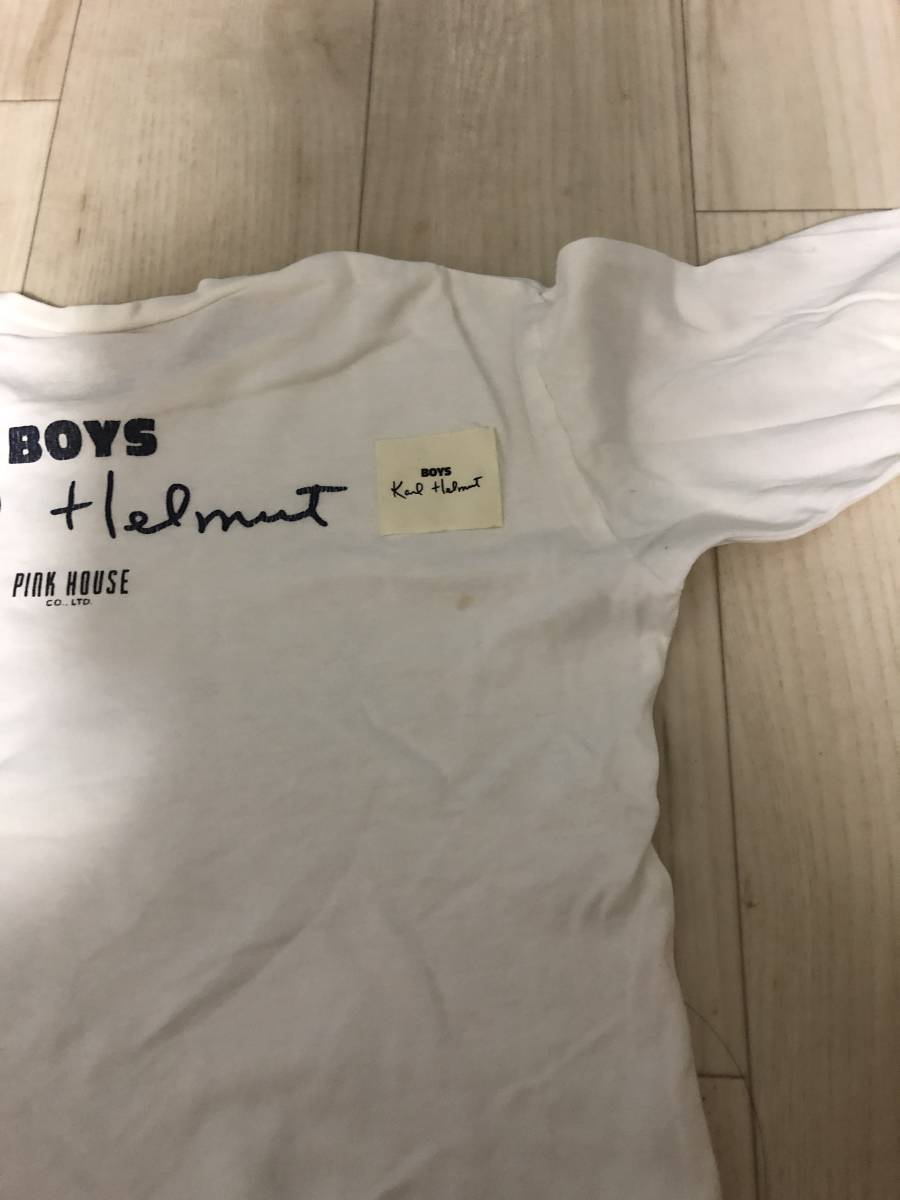 BOYS
Helmut
PINK HOUSE
CO., LTD.
BOYS
Karl Helmut